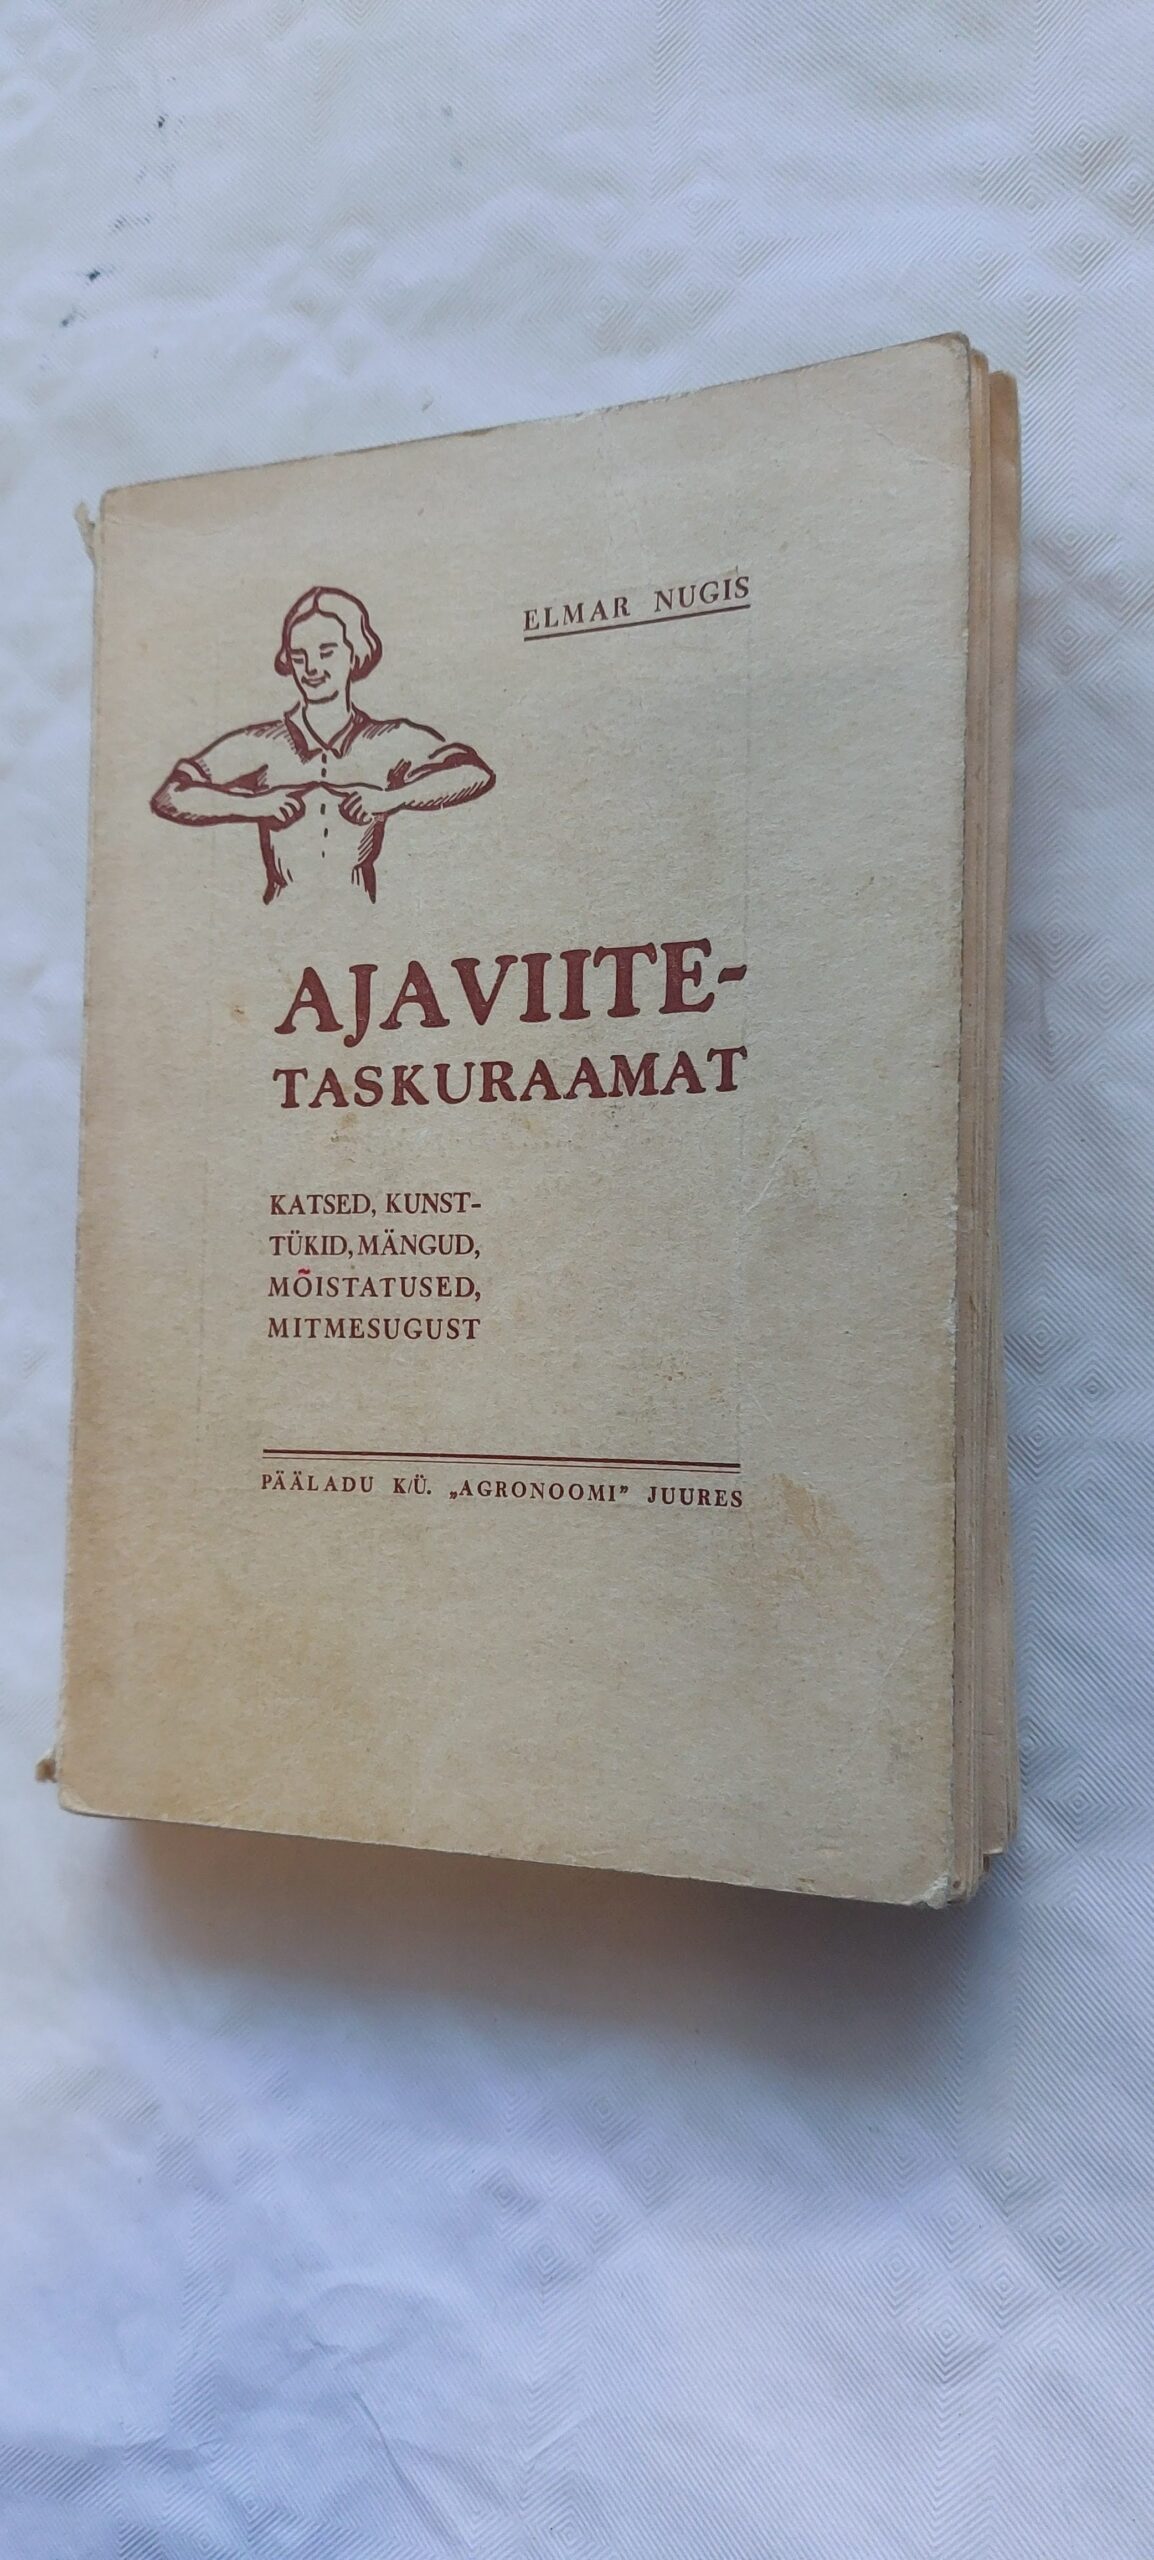 ELMAR NUGIS
AJAVIITE-
TASKURAAMAT
KATSED, KUNST-
TÜKID, MÄNGUD,
MÕISTATUSED,
MITMESUGUST
PÄÄLADU K/Ü. „AGRONOOMI” JUURES